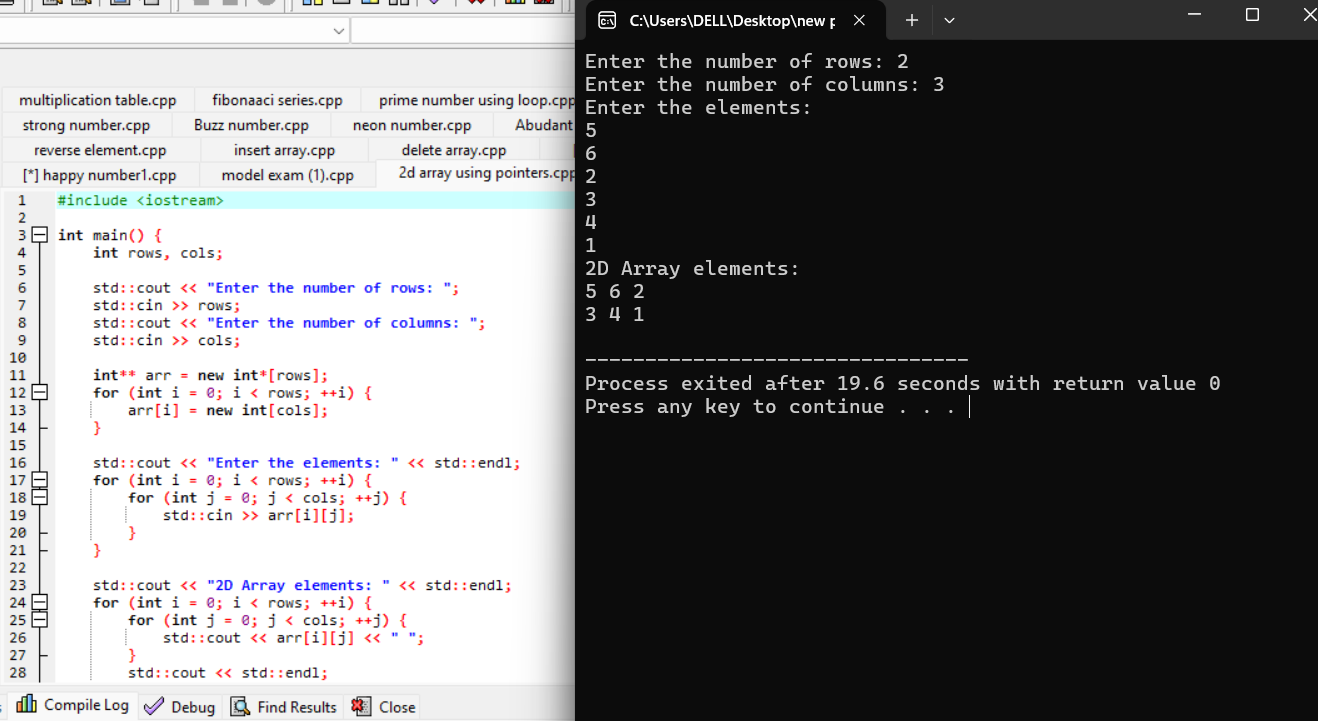 C:\Users\DELL\Desktop\new p
multiplication table.cpp fibonaaci series.cpp prime number using loop.cpp
strong number.cpp Buzz number.cpp neon number.cpp Abudant
reverse element.cpp insert array.cpp delete array.cpp
[*] happy number1.cpp model exam (1).cpp 2d array using pointers.cpp
1 #include <iostream>
2
3 int main() {
4 int rows, cols;
5
6 std::cout << "Enter the number of rows: ";
7 std::cin >> rows;
8 std::cout << "Enter the number of columns: ";
9 std::cin >> cols;
10
11 int** arr = new int*[rows];
12 for (int i = 0; i < rows; ++i) {
13 arr[i] = new int[cols];
14 }
15
16 std::cout << "Enter the elements: " << std::endl;
17 for (int i = 0; i < rows; ++i) {
18 for (int j = 0; j < cols; ++j) {
19 std::cin >> arr[i][j];
20 }
21 }
22
23 std::cout << "2D Array elements: " << std::endl;
24 for (int i = 0; i < rows; ++i) {
25 for (int j = 0; j < cols; ++j) {
26 std::cout << arr[i][j] << " ";
27 }
28 std::cout << std::endl;
Compile Log Debug Find Results Close
Enter the number of rows: 2
Enter the number of columns: 3
Enter the elements:
5
6
2
3
4
1
2D Array elements:
5 6 2
3 4 1
--------------------------------
Process exited after 19.6 seconds with return value 0
Press any key to continue . . .